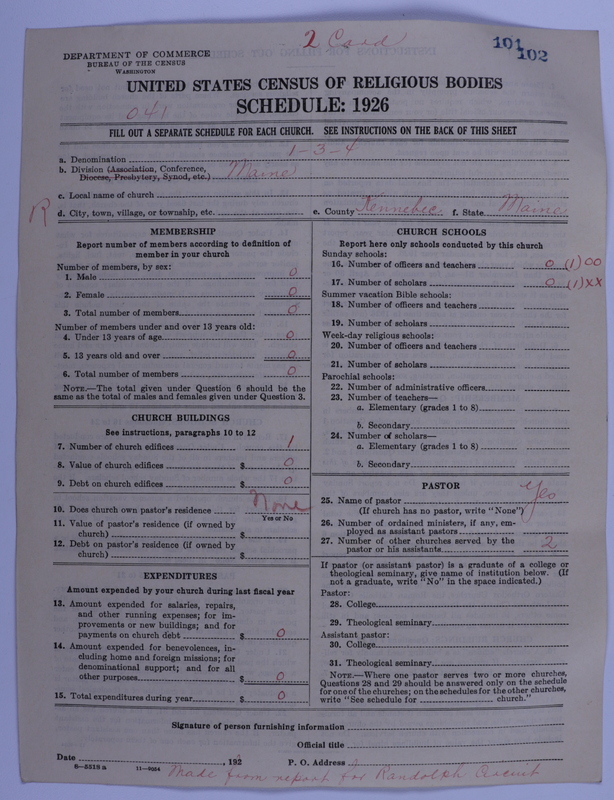 2 Card
101
102
DEPARTMENT OF COMMERCE
BUREAU OF THE CENSUS
WASHINGTON
UNITED STATES CENSUS OF RELIGIOUS BODIES
041
SCHEDULE: 1926
FILL OUT A SEPARATE SCHEDULE FOR EACH CHURCH. SEE INSTRUCTIONS ON THE BACK OF THIS SHEET
a. Denomination 1-3-4
b. Division (Association, Conference, Diocese, Presbytery, Synod, etc.) Maine
c. Local name of church
R d. City, town, village, or township, etc. e. County Kennebec f. State Maine
MEMBERSHIP
Report number of members according to definition of
member in your church
Number of members, by sex:
1. Male 0
2. Female 0
3. Total number of members 0
Number of members under and over 13 years old:
4. Under 13 years of age 0
5. 13 years old and over 0
6. Total number of members 0
NOTE.—The total given under Question 6 should be the
same as the total of males and females given under Question 3.
CHURCH BUILDINGS
See instructions, paragraphs 10 to 12
7. Number of church edifices 1
8. Value of church edifices $ 0
9. Debt on church edifices $ 0
10. Does church own pastor's residence None
Yes or No
11. Value of pastor's residence (if owned by
church) $
12. Debt on pastor's residence (if owned by
church) $
EXPENDITURES
Amount expended by your church during last fiscal year
13. Amount expended for salaries, repairs,
and other running expenses; for im-
provements or new buildings; and for
payments on church debt $ 0
14. Amount expended for benevolences, in-
cluding home and foreign missions; for
denominational support; and for all
other purposes $ 0
15. Total expenditures during year $ 0
CHURCH SCHOOLS
Report here only schools conducted by this church
Sunday schools:
16. Number of officers and teachers 0 (1)00
17. Number of scholars 0 (1)XX
Summer vacation Bible schools:
18. Number of officers and teachers
19. Number of scholars
Week-day religious schools:
20. Number of officers and teachers
21. Number of scholars
Parochial schools:
22. Number of administrative officers
23. Number of teachers—
a. Elementary (grades 1 to 8)
b. Secondary
24. Number of scholars—
a. Elementary (grades 1 to 8)
b. Secondary
PASTOR
25. Name of pastor Yes
(If church has no pastor, write "None")
26. Number of ordained ministers, if any, em-
ployed as assistant pastors
27. Number of other churches served by the
pastor or his assistants 2
If pastor (or assistant pastor) is a graduate of a college or
theological seminary, give name of institution below. (If
not a graduate, write "No" in the space indicated.)
Pastor:
28. College
29. Theological seminary
Assistant pastor:
30. College
31. Theological seminary
NOTE.—Where one pastor serves two or more churches,
Questions 28 and 29 should be answered only on the schedule
for one of the churches; on the schedules for the other churches,
write "See schedule for church."
Signature of person furnishing information
Official title
Date , 192 P. O. Address
8-5518 a 11-9034 Made from report for Randolph Circuit